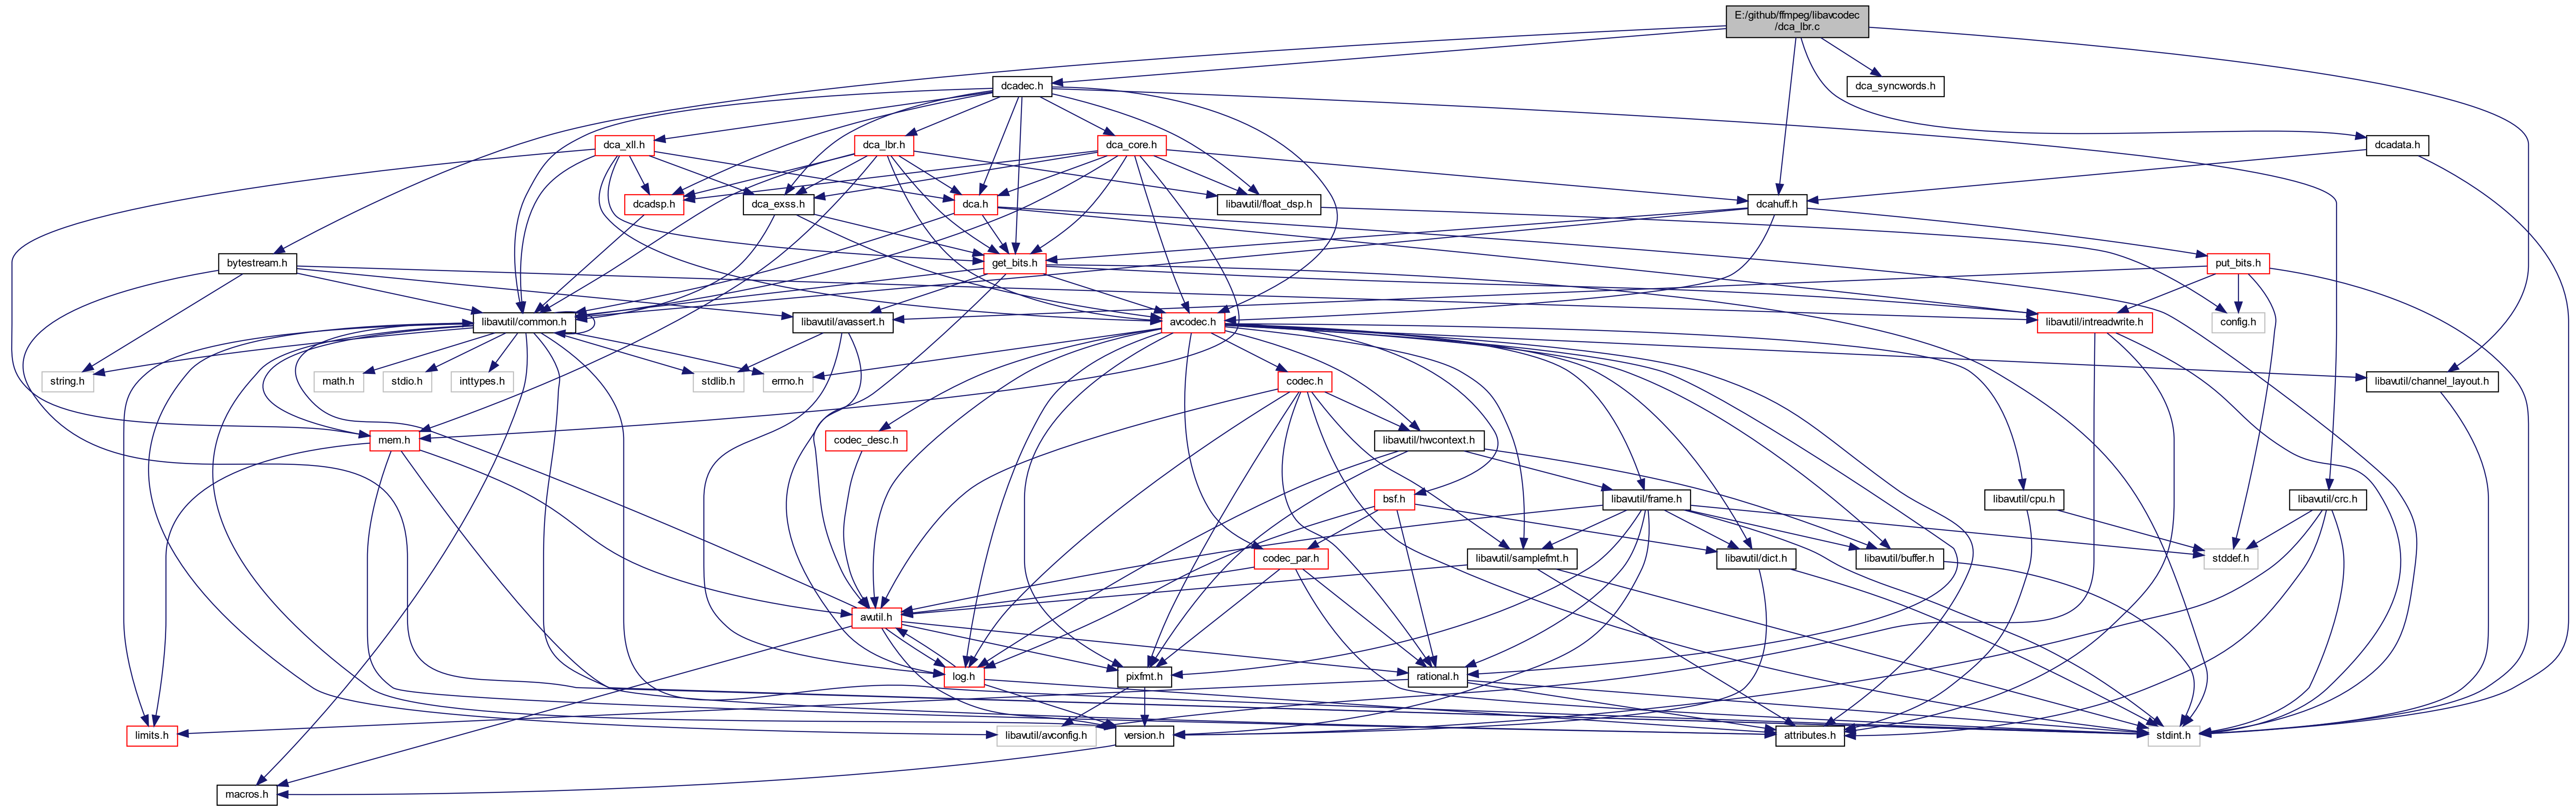 E:/github/ffmpeg/libavcodec
/dca_lbr.c
dcadec.h
dca_syncwords.h
dca_xll.h
dca_lbr.h
dca_core.h
dcadata.h
dcadsp.h
dca_exss.h
dca.h
libavutil/float_dsp.h
dcahuff.h
bytestream.h
get_bits.h
put_bits.h
libavutil/common.h
libavutil/avassert.h
avcodec.h
libavutil/intreadwrite.h
config.h
string.h
math.h
stdio.h
inttypes.h
stdlib.h
errno.h
codec.h
libavutil/channel_layout.h
mem.h
codec_desc.h
libavutil/hwcontext.h
bsf.h
libavutil/frame.h
libavutil/cpu.h
libavutil/crc.h
codec_par.h
libavutil/samplefmt.h
libavutil/dict.h
libavutil/buffer.h
stddef.h
avutil.h
log.h
pixfmt.h
rational.h
limits.h
libavutil/avconfig.h
version.h
attributes.h
stdint.h
macros.h